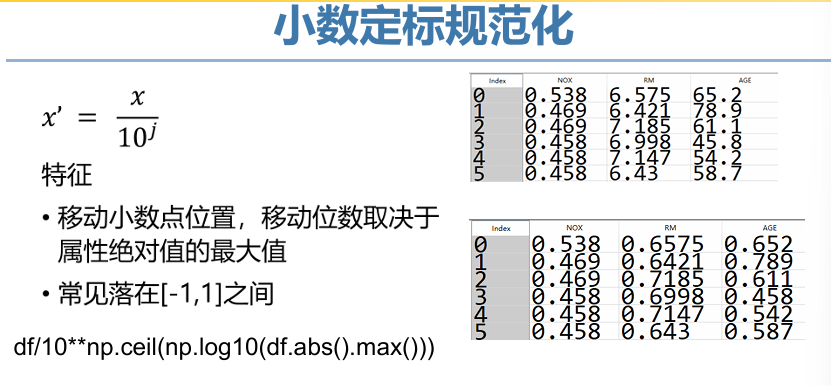 小数定标规范化
x' = x / 10^j
特征
• 移动小数点位置，移动位数取决于
属性绝对值的最大值
• 常见落在[-1,1]之间
df/10**np.ceil(np.log10(df.abs().max()))
Index NOX RM AGE
0 0.538 6.575 65.2
1 0.469 6.421 78.9
2 0.469 7.185 61.1
3 0.458 6.998 45.8
4 0.458 7.147 54.2
5 0.458 6.43 58.7
Index NOX RM AGE
0 0.538 0.6575 0.652
1 0.469 0.6421 0.789
2 0.469 0.7185 0.611
3 0.458 0.6998 0.458
4 0.458 0.7147 0.542
5 0.458 0.643 0.587